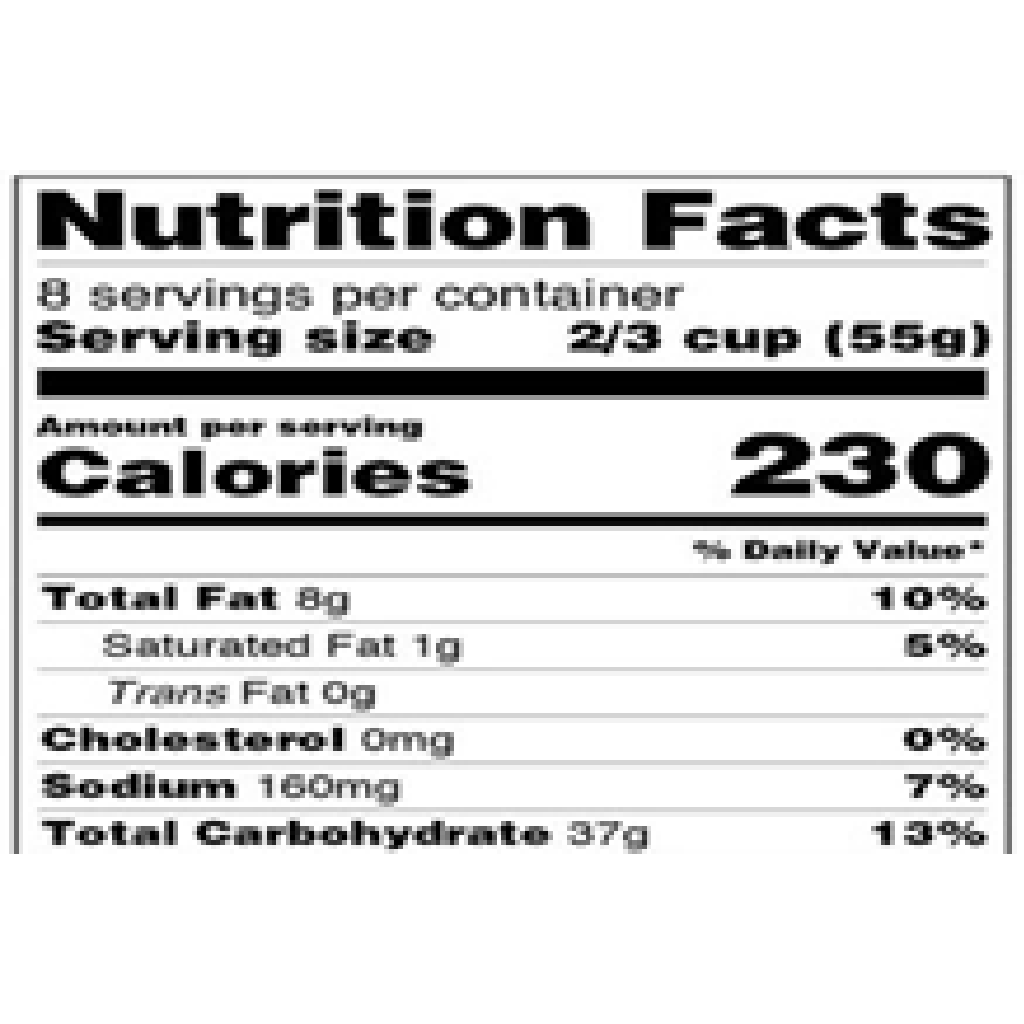 Nutrition Facts
8 servings per container
Serving size 2/3 cup (55g)
Amount per serving
Calories 230
% Daily Value*
Total Fat 8g 10%
Saturated Fat 1g 5%
Trans Fat 0g
Cholesterol 0mg 0%
Sodium 160mg 7%
Total Carbohydrate 37g 13%